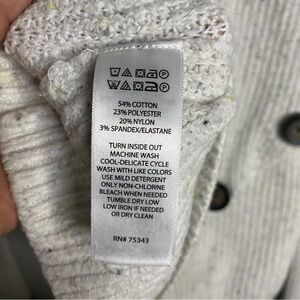 54% COTTON
23% POLYESTER
20% NYLON
3% SPANDEX/ELASTANE
TURN INSIDE OUT
MACHINE WASH
COOL-DELICATE CYCLE
WASH WITH LIKE COLORS
USE MILD DETERGENT
ONLY NON-CHLORINE
BLEACH WHEN NEEDED
TUMBLE DRY LOW
LOW IRON IF NEEDED
OR DRY CLEAN
RN# 75343